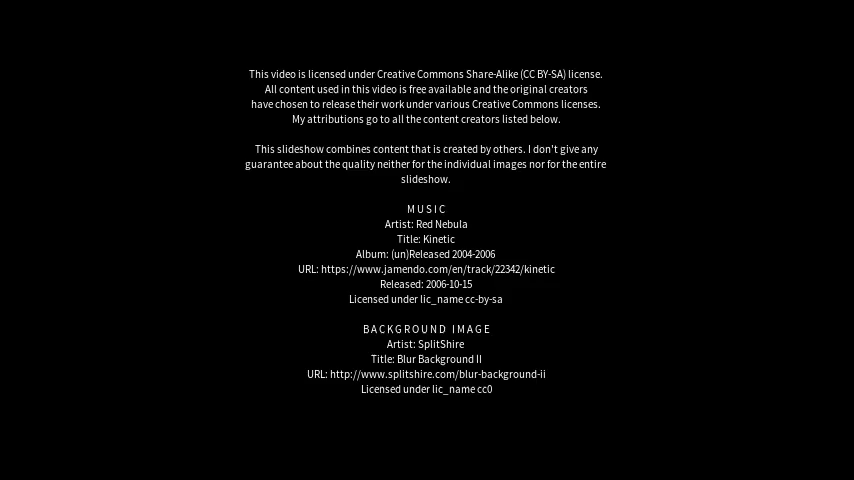 This video is licensed under Creative Commons Share-Alike (CC BY-SA) license.
All content used in this video is free available and the original creators
have chosen to release their work under various Creative Commons licenses.
My attributions go to all the content creators listed below.
This slideshow combines content that is created by others. I don't give any
guarantee about the quality neither for the individual images nor for the entire
slideshow.
MUSIC
Artist: Red Nebula
Title: Kinetic
Album: (un)Released 2004-2006
URL: https://www.jamendo.com/en/track/22342/kinetic
Released: 2006-10-15
Licensed under lic_name cc-by-sa
BACKGROUND IMAGE
Artist: SplitShire
Title: Blur Background II
URL: http://www.splitshire.com/blur-background-ii
Licensed under lic_name cc0